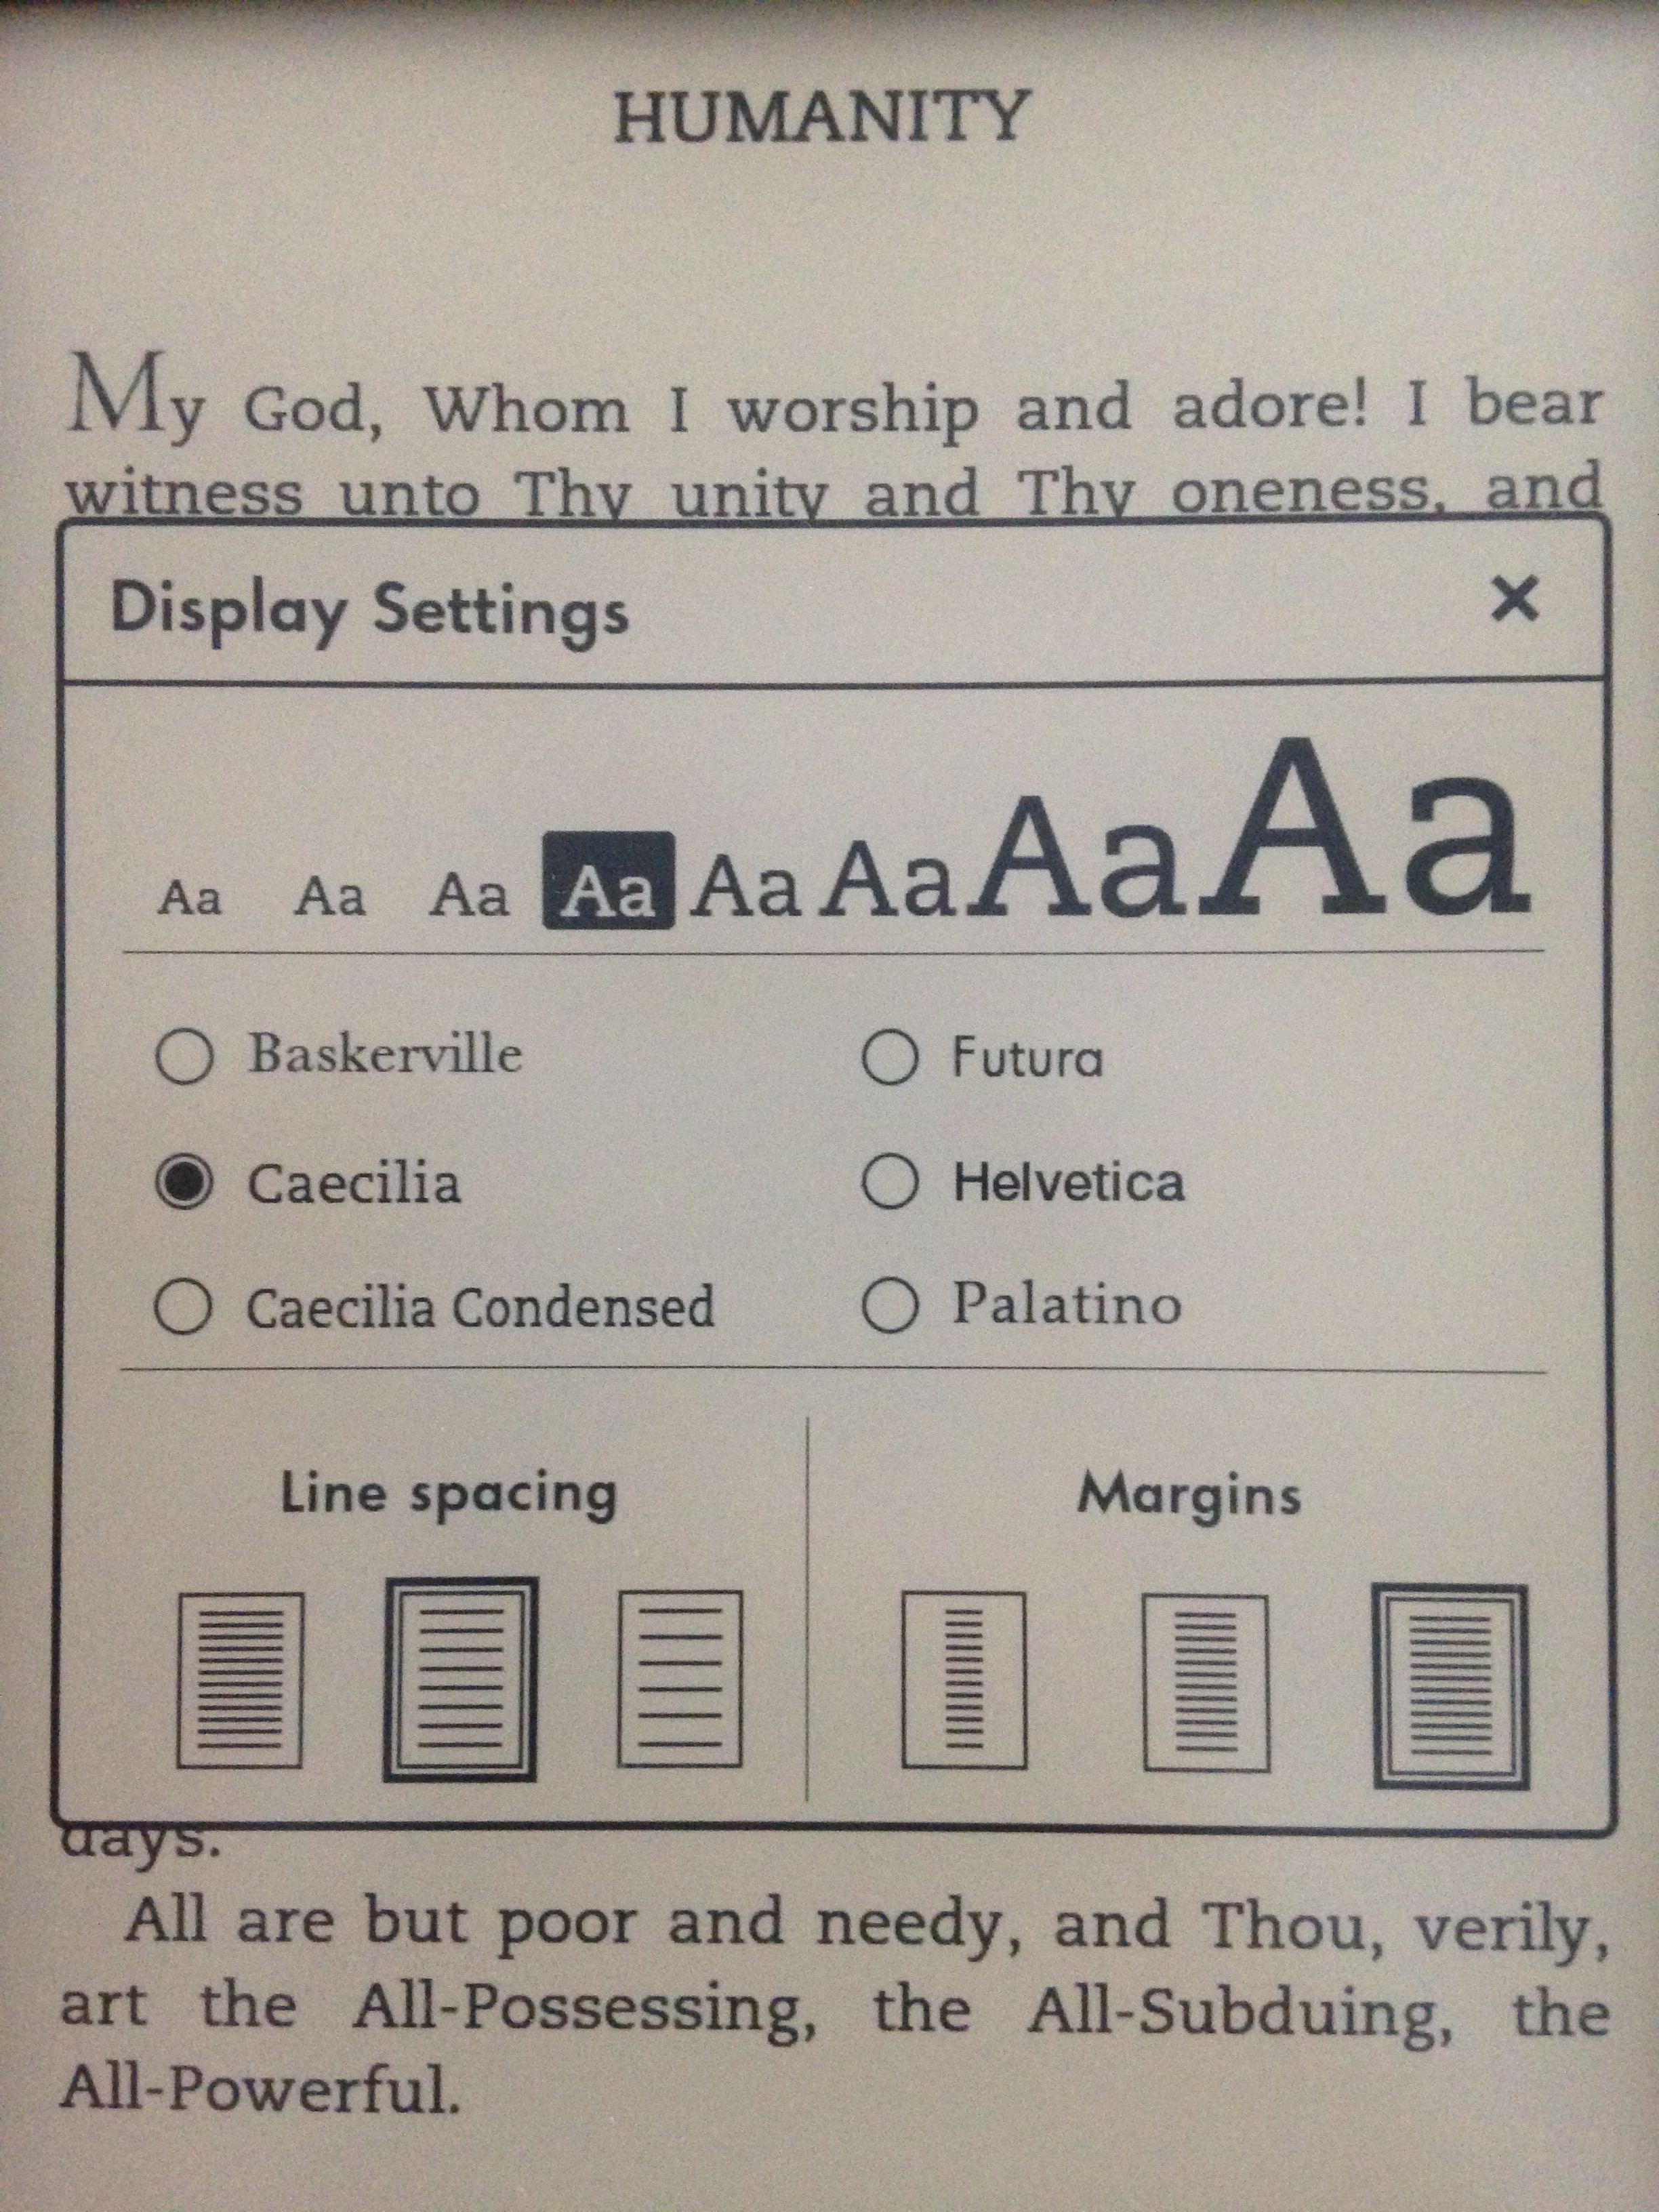 HUMANITY
My God, Whom I worship and adore! I bear
witness unto Thy unity and Thy oneness, and
Display Settings ×
Aa Aa Aa Aa Aa Aa Aa Aa
Baskerville Futura
Caecilia Helvetica
Caecilia Condensed Palatino
Line spacing Margins
days.
All are but poor and needy, and Thou, verily,
art the All-Possessing, the All-Subduing, the
All-Powerful.